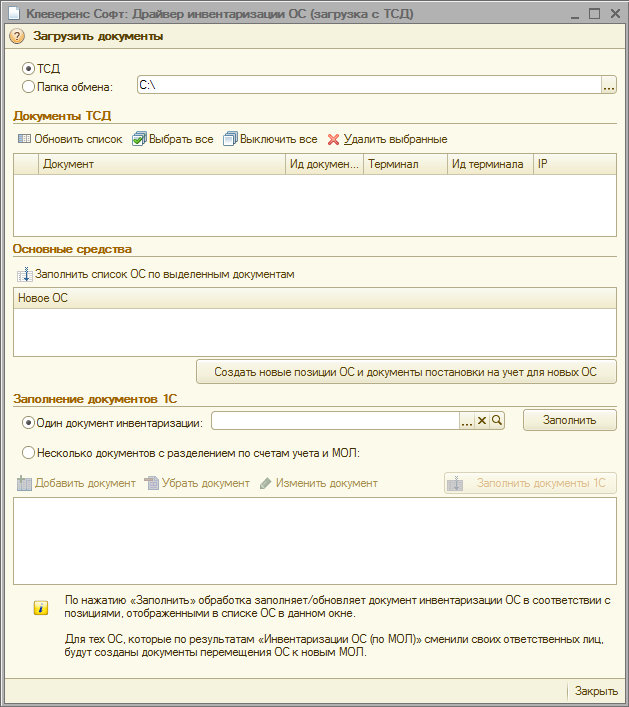 Клеверенс Софт: Драйвер инвентаризации ОС (загрузка с ТСД)
? Загрузить документы
ТСД
Папка обмена: C:\ ...
Документы ТСД
Обновить список Выбрать все Выключить все Удалить выбранные
Документ Ид докумен... Терминал Ид терминала IP
Основные средства
Заполнить список ОС по выделенным документам
Новое ОС
Создать новые позиции ОС и документы постановки на учет для новых ОС
Заполнение документов 1С
Один документ инвентаризации: ... Заполнить
Несколько документов с разделением по счетам учета и МОЛ:
Добавить документ Убрать документ Изменить документ Заполнить документы 1С
По нажатию «Заполнить» обработка заполняет/обновляет документ инвентаризации ОС в соответствии с
позициями, отображенными в списке ОС в данном окне.
Для тех ОС, которые по результатам «Инвентаризации ОС (по МОЛ)» сменили своих ответственных лиц,
будут созданы документы перемещения ОС к новым МОЛ.
Закрыть